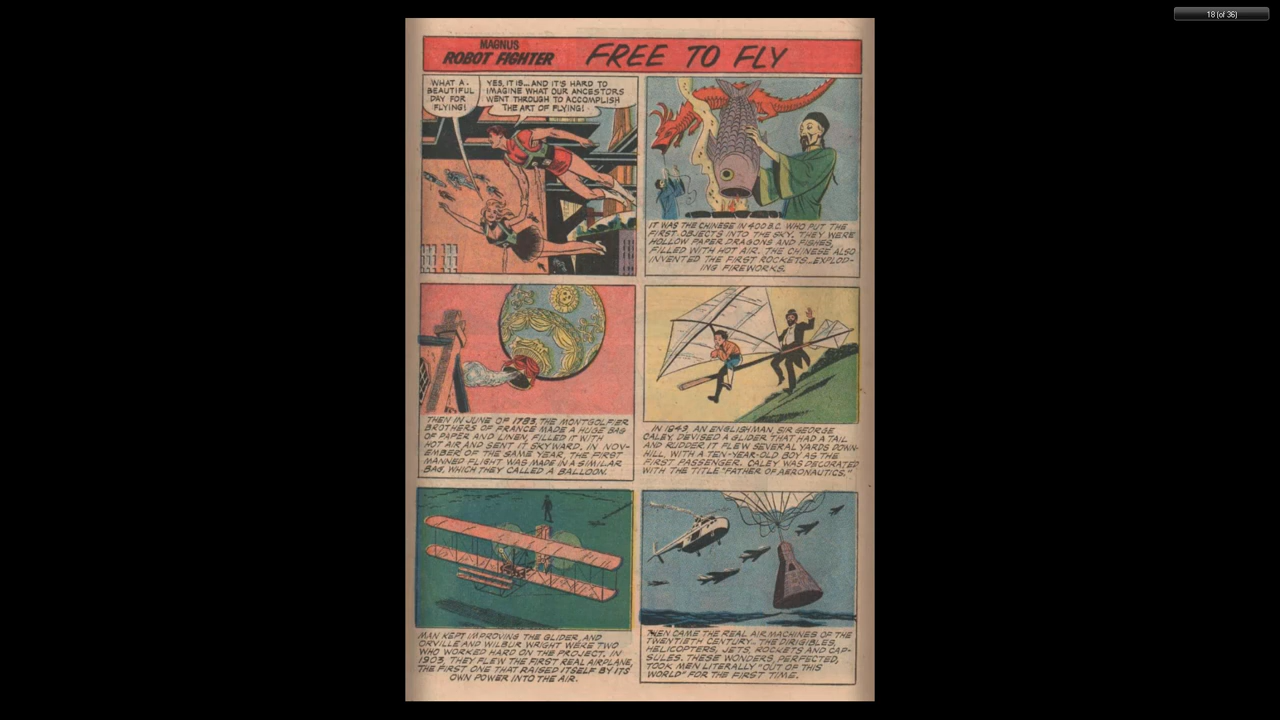 18 (of 36)
MAGNUS
ROBOT FIGHTER
FREE TO FLY
WHAT A
BEAUTIFUL
DAY FOR
FLYING!
YES, IT IS... AND IT'S HARD TO
IMAGINE WHAT OUR ANCESTORS
WENT THROUGH TO ACCOMPLISH
THE ART OF FLYING!
IT WAS THE CHINESE IN 400 B.C. WHO PUT THE
FIRST OBJECTS INTO THE SKY. THEY WERE
HOLLOW PAPER DRAGONS AND FISHES,
FILLED WITH HOT AIR. THE CHINESE ALSO
INVENTED THE FIRST ROCKETS...EXPLOD-
ING FIREWORKS.
THEN IN JUNE OF 1783, THE MONTGOLFIER
BROTHERS OF FRANCE MADE A HUGE BAG
OF PAPER AND LINEN, FILLED IT WITH
HOT AIR AND SENT IT SKYWARD. IN NOV-
EMBER OF THE SAME YEAR, THE FIRST
MANNED FLIGHT WAS MADE IN A SIMILAR
BAG, WHICH THEY CALLED A BALLOON.
IN 1849, AN ENGLISHMAN, SIR GEORGE
CALEY, DEVISED A GLIDER THAT HAD A TAIL
AND RUDDER. IT FLEW SEVERAL YARDS DOWN-
HILL, WITH A TEN-YEAR-OLD BOY AS THE
FIRST PASSENGER. CALEY WAS DECORATED
WITH THE TITLE "FATHER OF AERONAUTICS."
MAN KEPT IMPROVING THE GLIDER, AND
ORVILLE AND WILBUR WRIGHT WERE TWO
WHO WORKED HARD ON THE PROJECT. IN
1903, THEY FLEW THE FIRST REAL AIRPLANE,
THE FIRST ONE THAT RAISED ITSELF BY ITS
OWN POWER INTO THE AIR.
THEN CAME THE REAL AIR MACHINES OF THE
TWENTIETH CENTURY... THE DIRIGIBLES,
HELICOPTERS, JETS, ROCKETS AND CAP-
SULES. THESE WONDERS, PERFECTED,
TOOK MEN LITERALLY "OUT OF THIS
WORLD" FOR THE FIRST TIME.